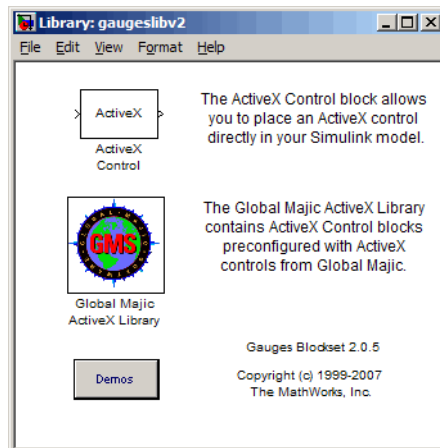 Library: gaugeslibv2
File Edit View Format Help
ActiveX
ActiveX
Control
The ActiveX Control block allows
you to place an ActiveX control
directly in your Simulink model.
GMS
Global Majic
ActiveX Library
The Global Majic ActiveX Library
contains ActiveX Control blocks
preconfigured with ActiveX
controls from Global Majic.
Demos
Gauges Blockset 2.0.5
Copyright (c) 1999-2007
The MathWorks, Inc.